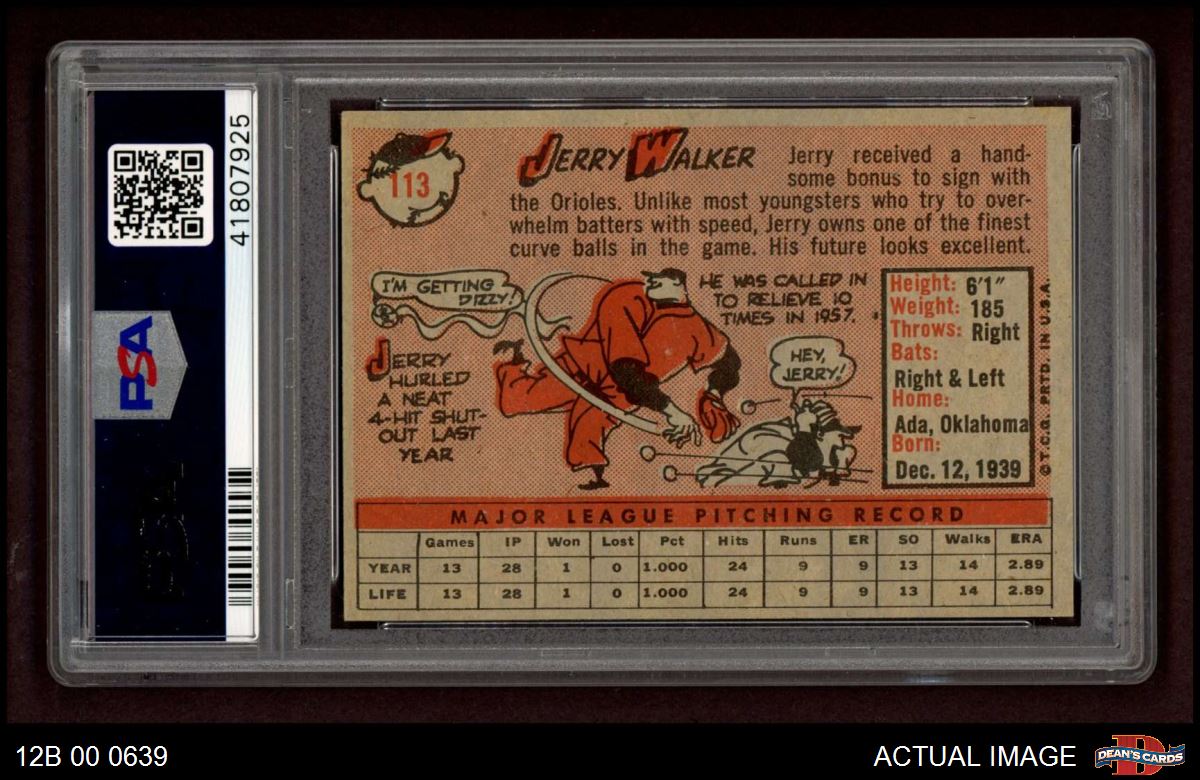 41807925
PSA
113
JERRY WALKER
Jerry received a hand-
some bonus to sign with
the Orioles. Unlike most youngsters who try to over-
whelm batters with speed, Jerry owns one of the finest
curve balls in the game. His future looks excellent.
I'M GETTING
DIZZY!
JERRY
HURLED
A NEAT
4-HIT SHUT-
OUT LAST
YEAR
HE WAS CALLED IN
TO RELIEVE 10
TIMES IN 1957.
HEY,
JERRY!
Height: 6'1"
Weight: 185
Throws: Right
Bats:
Right & Left
Home:
Ada, Oklahoma
Born:
Dec. 12, 1939
©T.C.G. PRTD. IN U.S.A.
MAJOR LEAGUE PITCHING RECORD
Games IP Won Lost Pct Hits Runs ER SO Walks ERA
YEAR 13 28 1 0 1.000 24 9 9 13 14 2.89
LIFE 13 28 1 0 1.000 24 9 9 13 14 2.89
12B 00 0639
ACTUAL IMAGE
DEAN'S CARDS